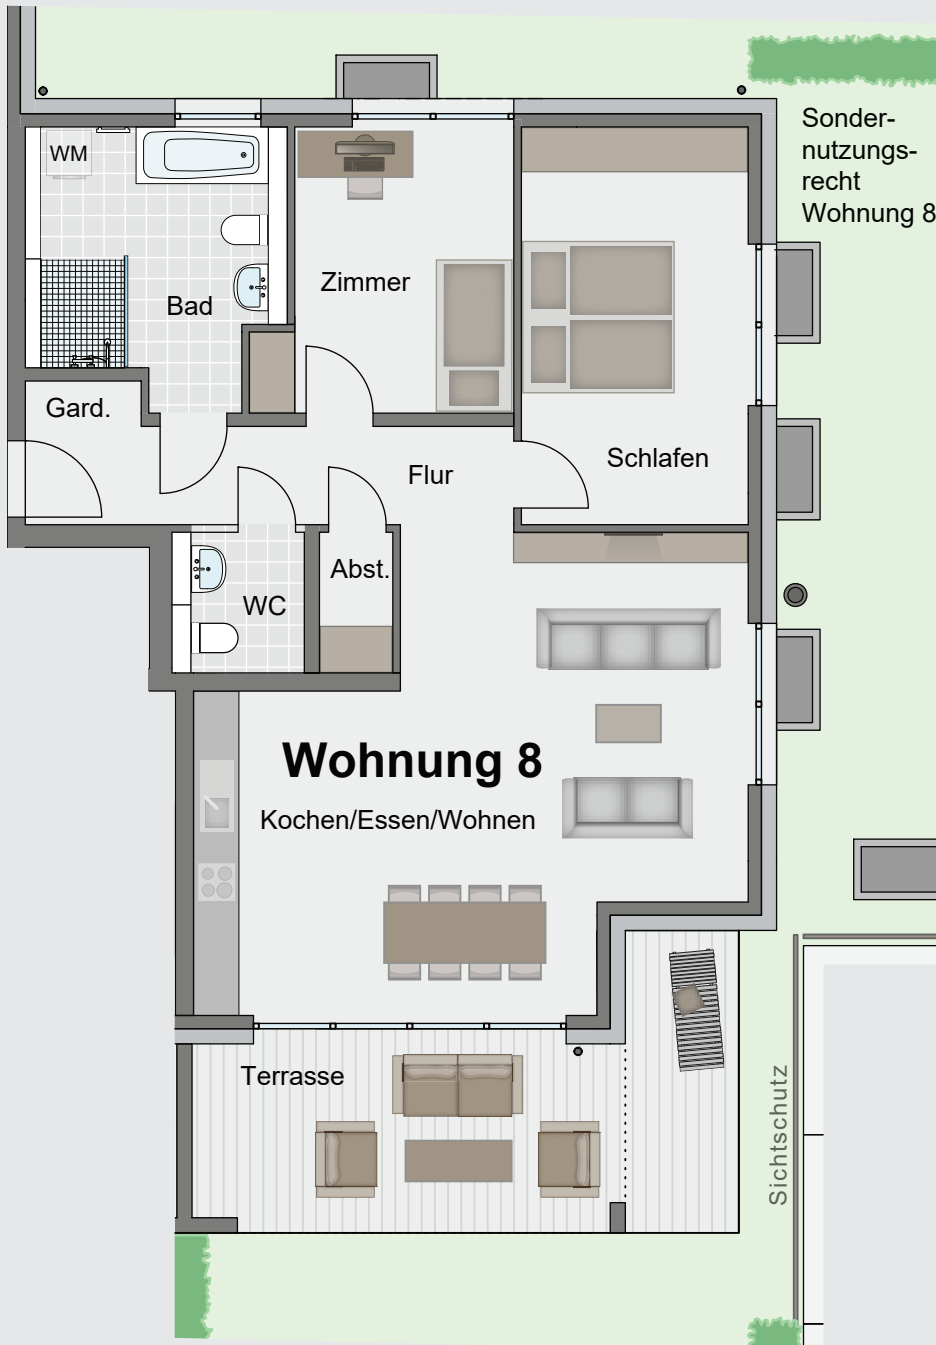 Sonder-
nutzungs-
recht
Wohnung 8
WM
Zimmer
Bad
Gard.
Schlafen
Flur
Abst.
WC
Wohnung 8
Kochen/Essen/Wohnen
Terrasse
Sichtschutz